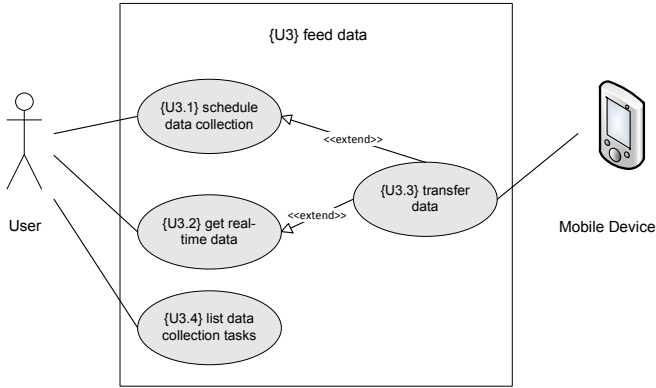 {U3} feed data
{U3.1} schedule
data collection
<<extend>>
{U3.3} transfer
data
<<extend>>
{U3.2} get real-
time data
User
Mobile Device
{U3.4} list data
collection tasks